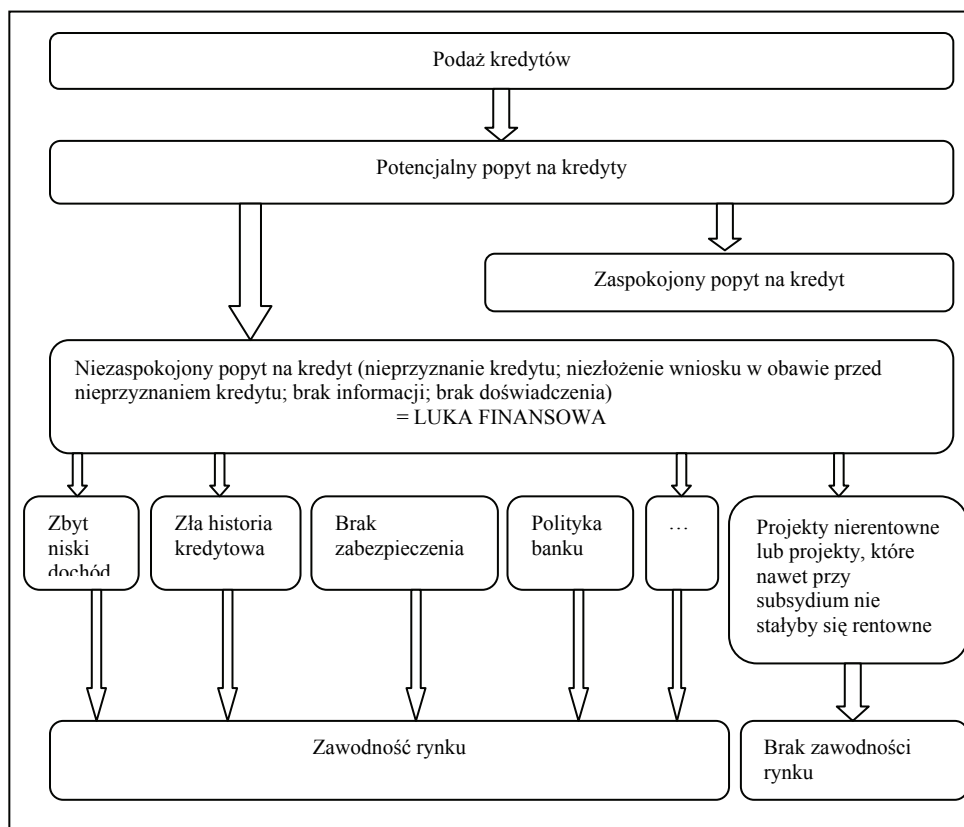 Podaż kredytów
Potencjalny popyt na kredyty
Zaspokojony popyt na kredyt
Niezaspokojony popyt na kredyt (nieprzyznanie kredytu; niezłożenie wniosku w obawie przed
nieprzyznaniem kredytu; brak informacji; brak doświadczenia)
= LUKA FINANSOWA
Zbyt
niski
dochód
Zła historia
kredytowa
Brak
zabezpieczenia
Polityka
banku
…
Projekty nierentowne
lub projekty, które
nawet przy
subsydium nie
stałyby się rentowne
Zawodność rynku
Brak zawodności
rynku